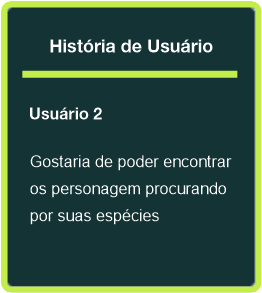 História de Usuário
Usuário 2
Gostaria de poder encontrar
os personagem procurando
por suas espécies